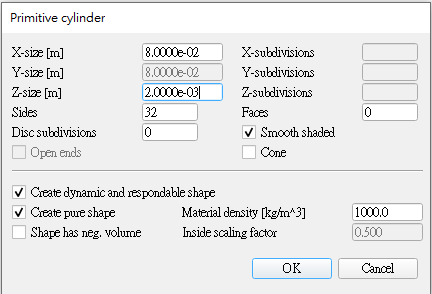 Primitive cylinder
X-size [m] 8.0000e-02 X-subdivisions
Y-size [m] 8.0000e-02 Y-subdivisions
Z-size [m] 2.0000e-03 Z-subdivisions
Sides 32 Faces 0
Disc subdivisions 0 Smooth shaded
Open ends Cone
Create dynamic and respondable shape
Create pure shape Material density [kg/m^3] 1000.0
Shape has neg. volume Inside scaling factor 0.500
OK Cancel